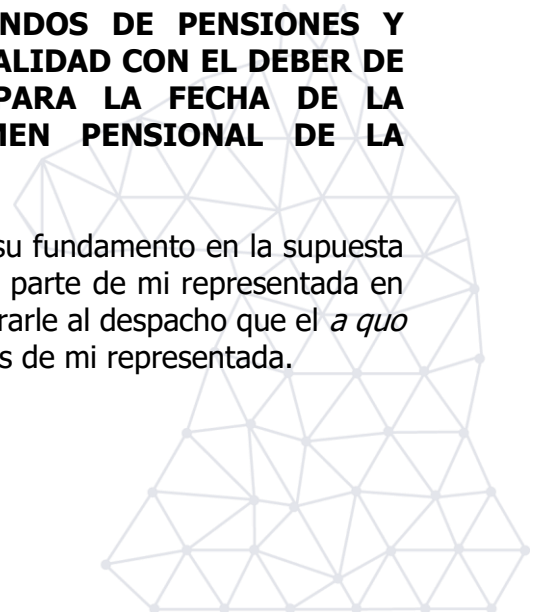 NDOS DE PENSIONES Y
ALIDAD CON EL DEBER DE
PARA LA FECHA DE LA
MEN PENSIONAL DE LA
su fundamento en la supuesta
parte de mi representada en
rarle al despacho que el a quo
s de mi representada.